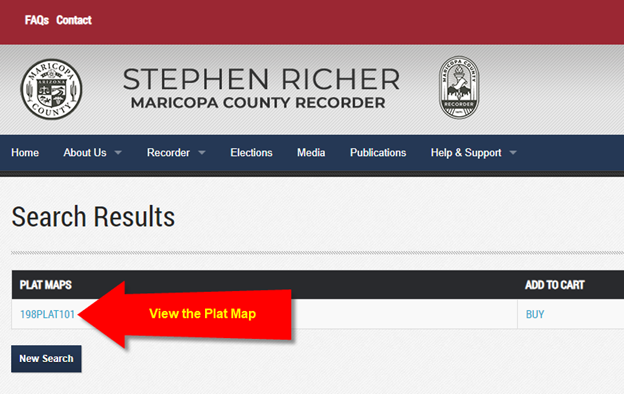 FAQs Contact
MARICOPA
ARIZONA
COUNTY
STEPHEN RICHER
MARICOPA COUNTY RECORDER
MARICOPA COUNTY
RECORDER
Home About Us Recorder Elections Media Publications Help & Support
Search Results
PLAT MAPS ADD TO CART
198PLAT101 View the Plat Map BUY
New Search